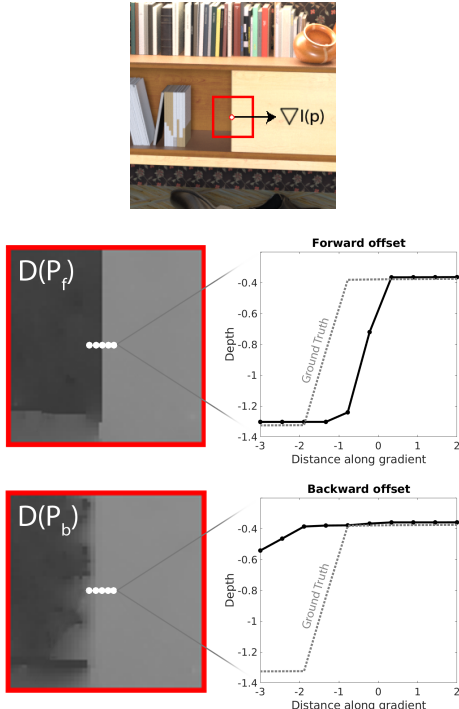 ∇I(p)
D(P_f)
Forward offset
Depth
Ground Truth
-0.4
-0.6
-0.8
-1
-1.2
-1.4
-3 -2 -1 0 1 2
Distance along gradient
D(P_b)
Backward offset
Depth
Ground Truth
-0.4
-0.6
-0.8
-1
-1.2
-1.4
-3 -2 -1 0 1 2
Distance along gradient